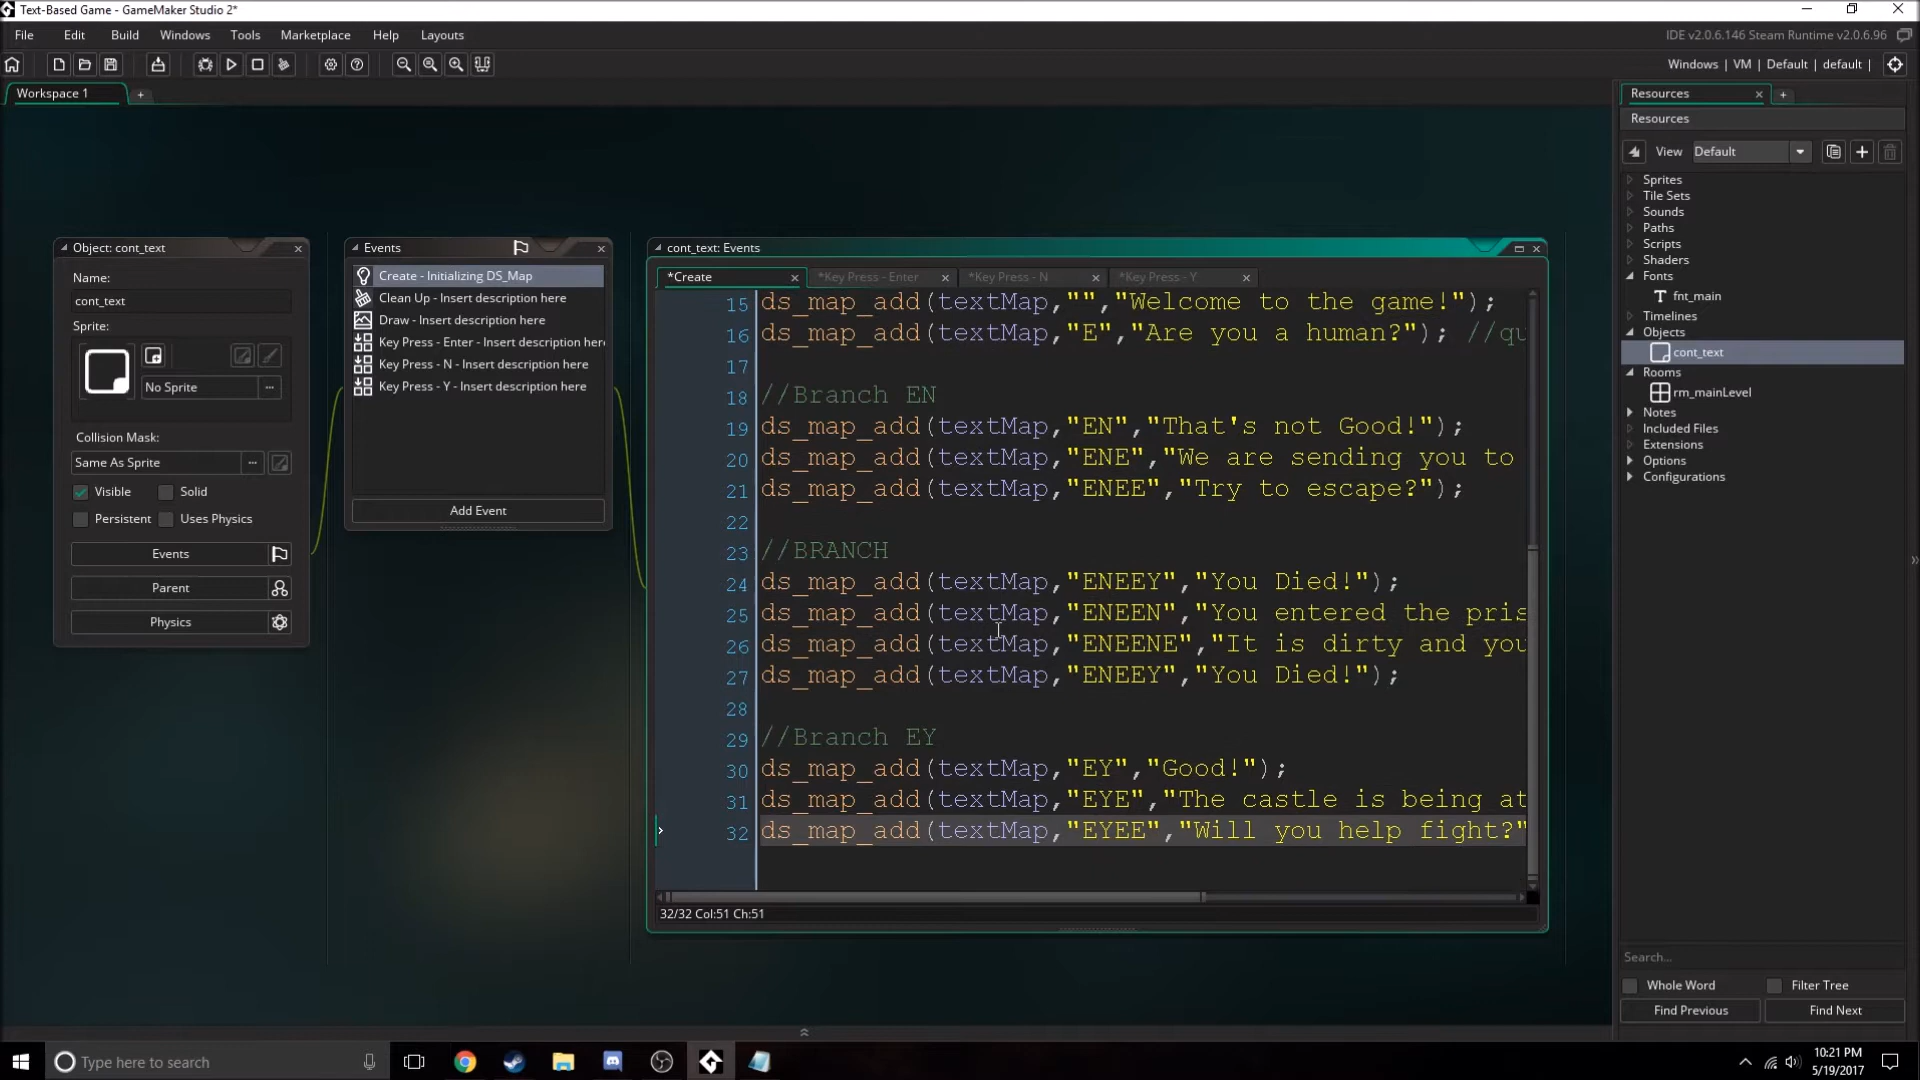 Text-Based Game - GameMaker Studio 2*
File Edit Build Windows Tools Marketplace Help Layouts
IDE v2.0.6.146 Steam Runtime v2.0.6.96
Windows | VM | Default | default |
Workspace 1
Object: cont_text
Name:
cont_text
Sprite:
No Sprite
Collision Mask:
Same As Sprite
Visible Solid
Persistent Uses Physics
Events
Parent
Physics
Events
Create - Initializing DS_Map
Clean Up - Insert description here
Draw - Insert description here
Key Press - Enter - Insert description here
Key Press - N - Insert description here
Key Press - Y - Insert description here
Add Event
cont_text: Events
*Create *Key Press - Enter *Key Press - N *Key Press - Y
15 ds_map_add(textMap,"","Welcome to the game!");
16 ds_map_add(textMap,"E","Are you a human?"); //qu
17
18 //Branch EN
19 ds_map_add(textMap,"EN","That's not Good!");
20 ds_map_add(textMap,"ENE","We are sending you to
21 ds_map_add(textMap,"ENEE","Try to escape?");
22
23 //BRANCH
24 ds_map_add(textMap,"ENEEY","You Died!");
25 ds_map_add(textMap,"ENEEN","You entered the pris
26 ds_map_add(textMap,"ENEENE","It is dirty and you
27 ds_map_add(textMap,"ENEEY","You Died!");
28
29 //Branch EY
30 ds_map_add(textMap,"EY","Good!");
31 ds_map_add(textMap,"EYE","The castle is being at
32 ds_map_add(textMap,"EYEE","Will you help fight?"
32/32 Col:51 Ch:51
Resources
Resources
View Default
Sprites
Tile Sets
Sounds
Paths
Scripts
Shaders
Fonts
fnt_main
Timelines
Objects
cont_text
Rooms
rm_mainLevel
Notes
Included Files
Extensions
Options
Configurations
Search...
Whole Word Filter Tree
Find Previous Find Next
Type here to search
10:21 PM
5/19/2017